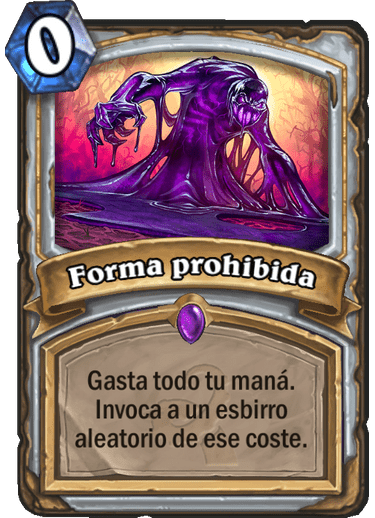 0
Forma prohibida
Gasta todo tu maná.
Invoca a un esbirro
aleatorio de ese coste.